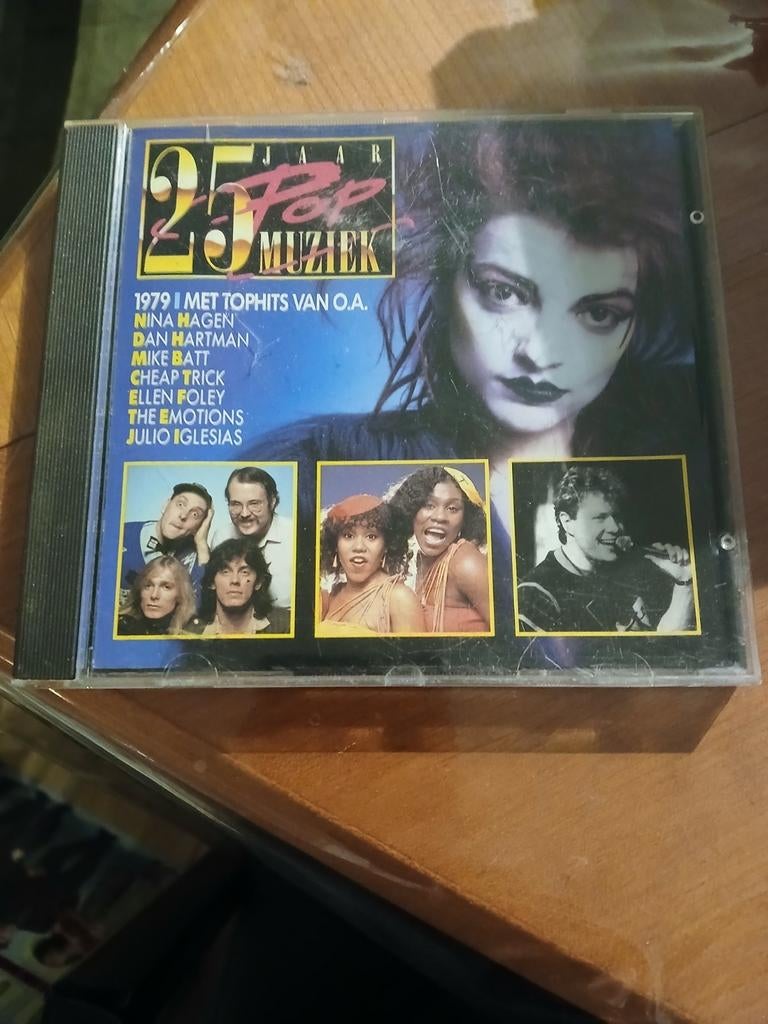 25 JAAR
Pop
MUZIEK
1979 | MET TOPHITS VAN O.A.
NINA HAGEN
DAN HARTMAN
MIKE BATT
CHEAP TRICK
ELLEN FOLEY
THE EMOTIONS
JULIO IGLESIAS